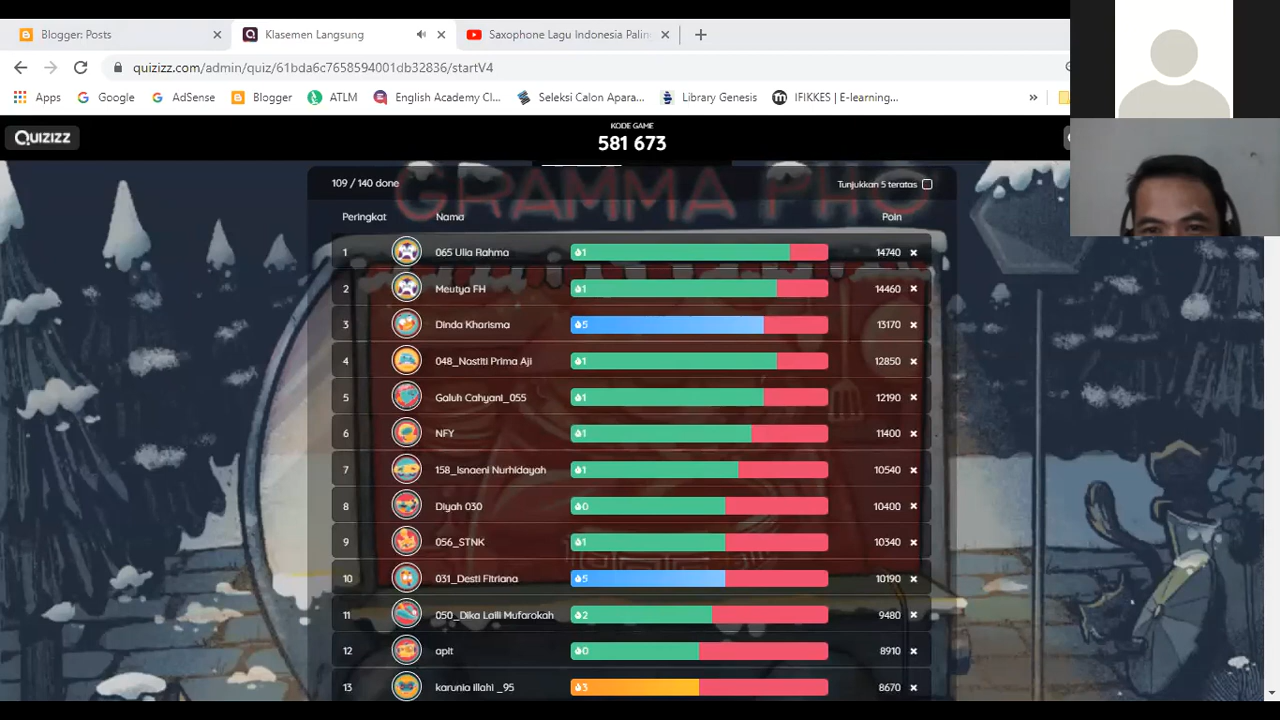 Blogger: Posts
Klasemen Langsung
Saxophone Lagu Indonesia Paling
quizizz.com/admin/quiz/61bda6c7658594001db32836/startV4
Apps Google AdSense Blogger ATLM English Academy Cl... Seleksi Calon Apara... Library Genesis IFIKKES | E-learning... »
QUIZIZZ
KODE GAME
581 673
GRAMMA PHO
109 / 140 done Tunjukkan 5 teratas
Peringkat Nama Poin
1 065 Ulia Rahma 1 14740
2 Meutya FH 1 14460
3 Dinda Kharisma 5 13170
4 048_Nastiti Prima Aji 1 12850
5 Galuh Cahyani_055 1 12190
6 NFY 1 11400
7 158_Isnaeni Nurhidayah 1 10540
8 Diyah 030 0 10400
9 056_STNK 1 10340
10 031_Desti Fitriana 5 10190
11 050_Dika Laili Mufarokah 2 9480
12 apit 0 8910
13 karunia illahi _95 3 8670